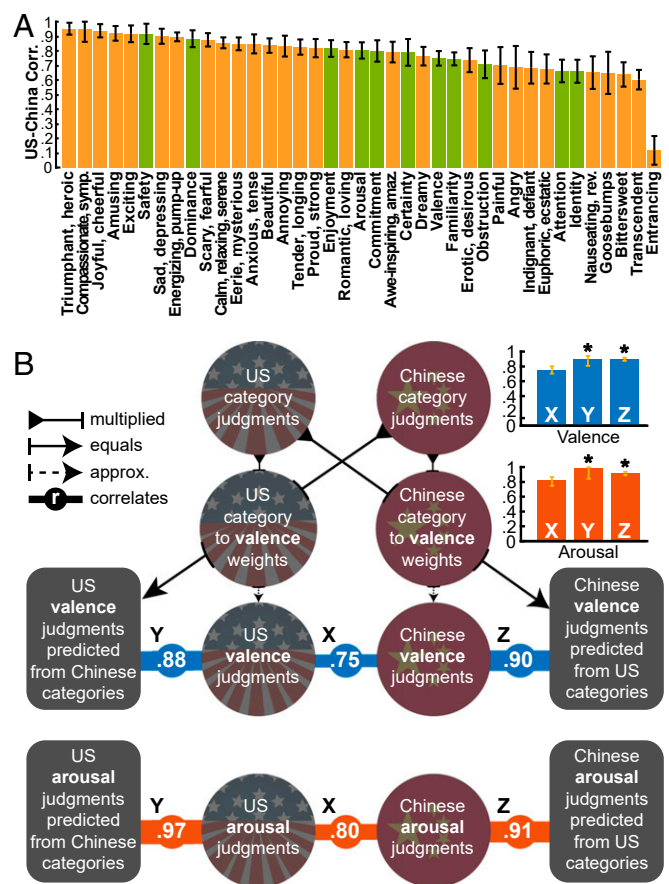 A
US-China Corr.
1
.9
.8
.7
.6
.5
.4
.3
.2
.1
0
Triumphant, heroic
Compassionate, symp.
Joyful, cheerful
Amusing
Exciting
Safety
Sad, depressing
Energizing, pump-up
Dominance
Scary, fearful
Calm, relaxing, serene
Eerie, mysterious
Anxious, tense
Beautiful
Annoying
Tender, longing
Proud, strong
Enjoyment
Romantic, loving
Arousal
Commitment
Awe-inspiring, amaz.
Certainty
Dreamy
Valence
Familiarity
Erotic, desirous
Obstruction
Painful
Angry
Indignant, defiant
Euphoric, ecstatic
Attention
Identity
Nauseating, rev.
Goosebumps
Bittersweet
Transcendent
Entrancing
B
multiplied
equals
approx.
r correlates
US
category
judgments
Chinese
category
judgments
1
.8
.6
.4
.2
0
* *
X Y Z
Valence
US
category
to valence
weights
Chinese
category
to valence
weights
1
.8
.6
.4
.2
0
* *
X Y Z
Arousal
US
valence
judgments
predicted
from Chinese
categories
Y
.88
US
valence
judgments
X
.75
Chinese
valence
judgments
Z
.90
Chinese
valence
judgments
predicted
from US
categories
US
arousal
judgments
predicted
from Chinese
categories
Y
.97
US
arousal
judgments
X
.80
Chinese
arousal
judgments
Z
.91
Chinese
arousal
judgments
predicted
from US
categories